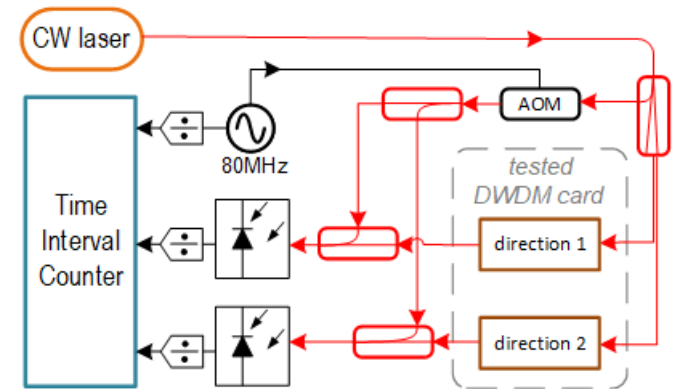 CW laser
AOM
80MHz
tested
DWDM card
Time
Interval
Counter
direction 1
direction 2